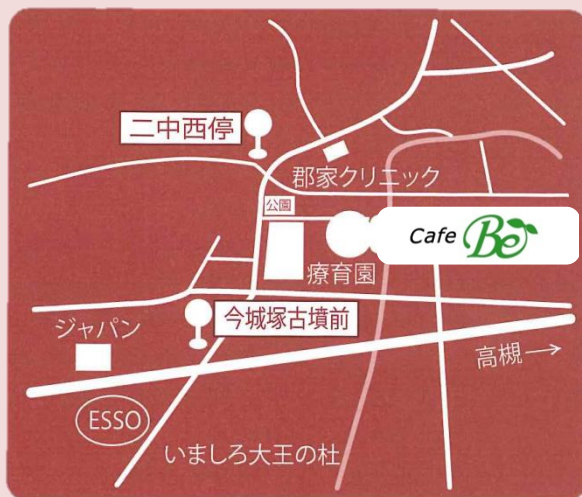 二中西停
郡家クリニック
公園
Cafe Be
療育園
今城塚古墳前
ジャパン
高槻→
ESSO
いましろ大王の杜